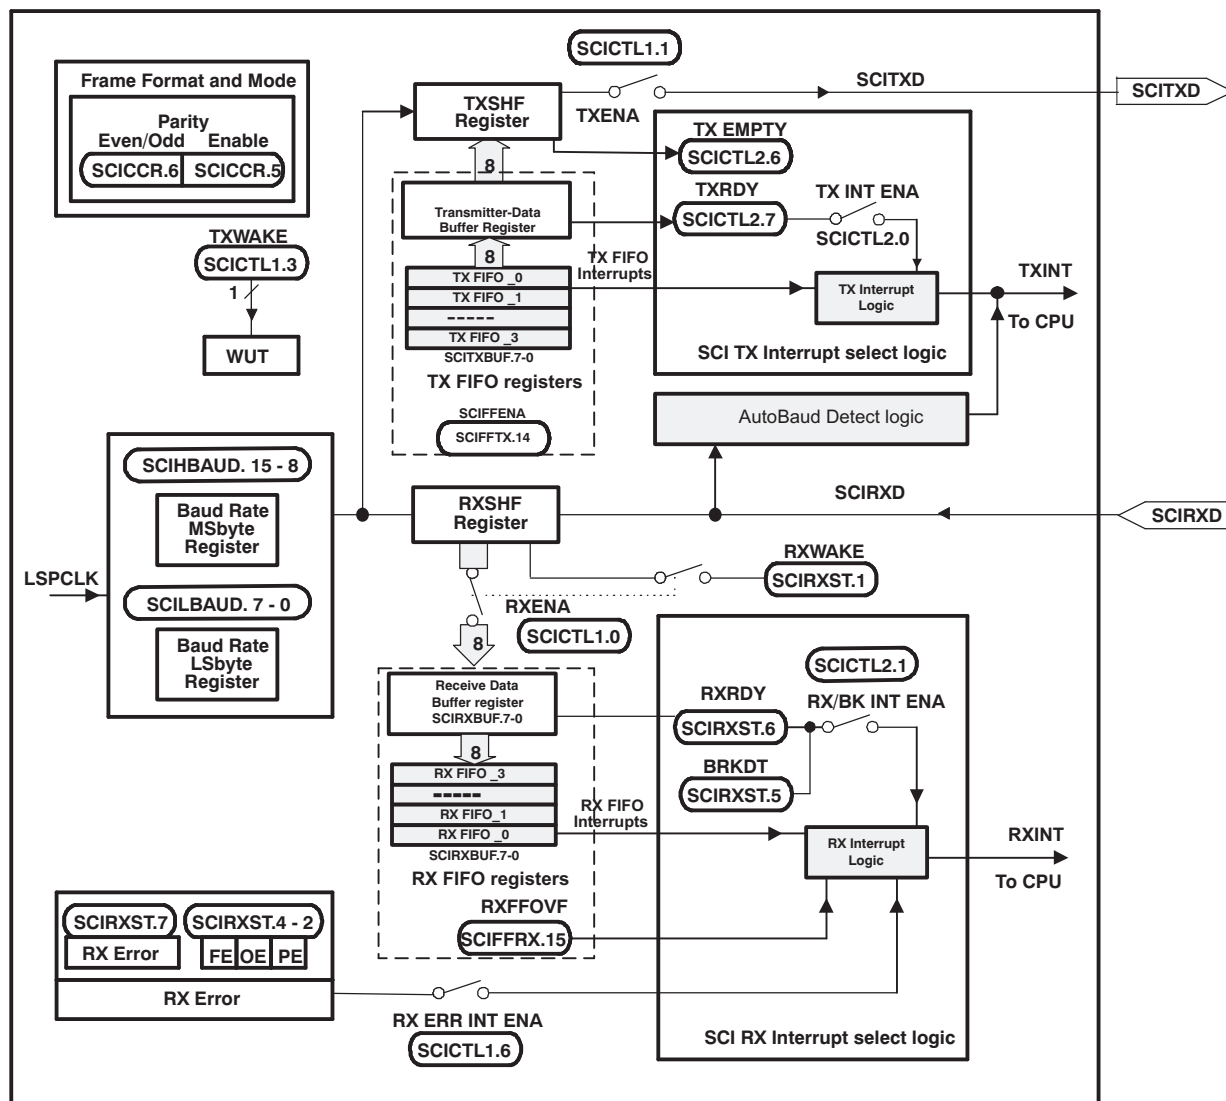 SCICTL1.1
Frame Format and Mode
Parity
Even/Odd Enable
SCICCR.6 SCICCR.5
TXSHF
Register
TXENA
SCITXD
SCITXD
TX EMPTY
SCICTL2.6
8
TXRDY
SCICTL2.7
TX INT ENA
SCICTL2.0
Transmitter-Data
Buffer Register
8
TX FIFO
Interrupts
TX FIFO _0
TX FIFO _1
-----
TX FIFO _3
SCITXBUF.7-0
TX FIFO registers
SCIFFENA
SCIFFTX.14
TX Interrupt
Logic
TXINT
To CPU
SCI TX Interrupt select logic
TXWAKE
SCICTL1.3
1
WUT
AutoBaud Detect logic
SCIHBAUD. 15 - 8
Baud Rate
MSbyte
Register
LSPCLK
SCILBAUD. 7 - 0
Baud Rate
LSbyte
Register
RXSHF
Register
SCIRXD
SCIRXD
RXWAKE
SCIRXST.1
RXENA
SCICTL1.0
8
Receive Data
Buffer register
SCIRXBUF.7-0
8
RX FIFO _3
-----
RX FIFO_1
RX FIFO _0
SCIRXBUF.7-0
RX FIFO registers
RX FIFO
Interrupts
SCICTL2.1
RXRDY
RX/BK INT ENA
SCIRXST.6
BRKDT
SCIRXST.5
RX Interrupt
Logic
RXINT
To CPU
RXFFOVF
SCIFFRX.15
SCIRXST.7 SCIRXST.4 - 2
RX Error FE OE PE
RX Error
RX ERR INT ENA
SCICTL1.6
SCI RX Interrupt select logic